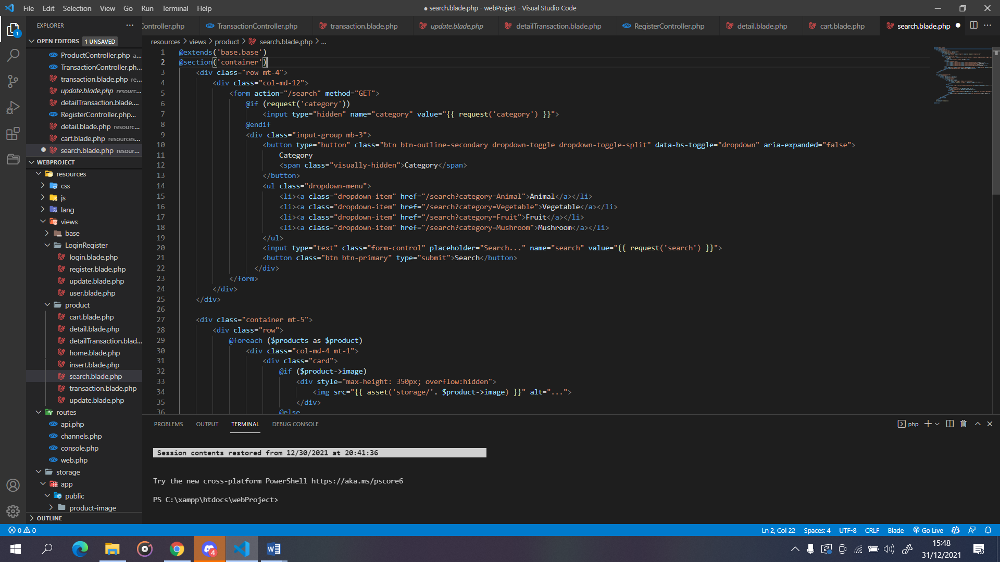 File Edit Selection View Go Run Terminal Help
● search.blade.php - webProject - Visual Studio Code
EXPLORER ...
Controller.php TransactionController.php transaction.blade.php update.blade.php detailTransaction.blade.php RegisterController.php detail.blade.php cart.blade.php search.blade.php ● ...
1
OPEN EDITORS 1 UNSAVED
ProductController.php a...
TransactionController.ph...
transaction.blade.php re...
update.blade.php resourc...
detailTransaction.blade....
RegisterController.php...
detail.blade.php resourc...
cart.blade.php resources...
● search.blade.php resour...
WEBPROJECT
resources
css
js
lang
views
base
LoginRegister
login.blade.php
register.blade.php
update.blade.php
user.blade.php
product
cart.blade.php
detail.blade.php
detailTransaction.blad...
home.blade.php
insert.blade.php
search.blade.php
transaction.blade.php
update.blade.php
routes
api.php
channels.php
console.php
web.php
storage
app
public
product-image
OUTLINE
resources > views > product > search.blade.php > ...
1 @extends('base.base')
2 @section('container')
3 <div class="row mt-4">
4 <div class="col-md-12">
5 <form action="/search" method="GET">
6 @if (request('category'))
7 <input type="hidden" name="category" value="{{ request('category') }}">
8 @endif
9 <div class="input-group mb-3">
10 <button type="button" class="btn btn-outline-secondary dropdown-toggle dropdown-toggle-split" data-bs-toggle="dropdown" aria-expanded="false">
11 Category
12 <span class="visually-hidden">Category</span>
13 </button>
14 <ul class="dropdown-menu">
15 <li><a class="dropdown-item" href="/search?category=Animal">Animal</a></li>
16 <li><a class="dropdown-item" href="/search?category=Vegetable">Vegetable</a></li>
17 <li><a class="dropdown-item" href="/search?category=Fruit">Fruit</a></li>
18 <li><a class="dropdown-item" href="/search?category=Mushroom">Mushroom</a></li>
19 </ul>
20 <input type="text" class="form-control" placeholder="Search..." name="search" value="{{ request('search') }}">
21 <button class="btn btn-primary" type="submit">Search</button>
22 </div>
23 </form>
24 </div>
25 </div>
26
27 <div class="container mt-5">
28 <div class="row">
29 @foreach ($products as $product)
30 <div class="col-md-4 mt-1">
31 <div class="card">
32 @if ($product->image)
33 <div style="max-height: 350px; overflow:hidden">
34 <img src="{{ asset('storage/'. $product->image) }}" alt="...">
35 </div>
36 @else
PROBLEMS OUTPUT TERMINAL DEBUG CONSOLE
php
Session contents restored from 12/30/2021 at 20:41:36
Try the new cross-platform PowerShell https://aka.ms/pscore6
PS C:\xampp\htdocs\webProject>
0 0
Ln 2, Col 22 Spaces: 4 UTF-8 CRLF Blade Go Live
4
15:48
31/12/2021